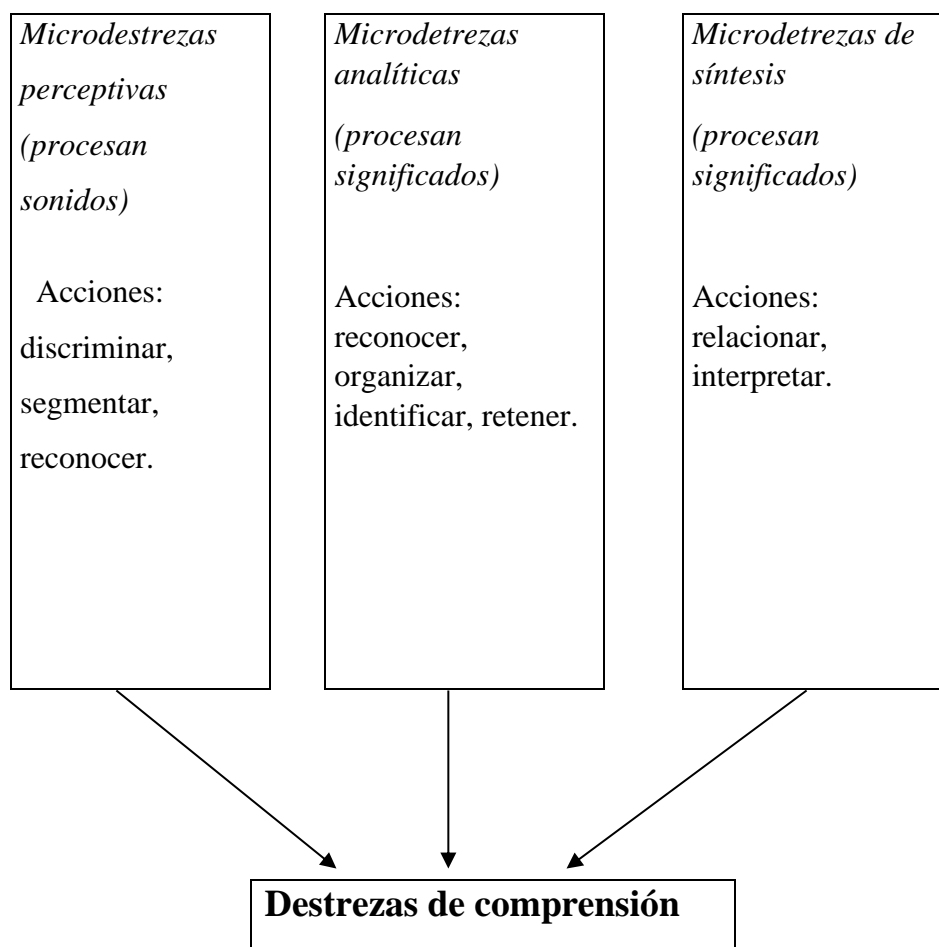 Microdestrezas
perceptivas
(procesan
sonidos)
Acciones:
discriminar,
segmentar,
reconocer.
Microdetrezas
analíticas
(procesan
significados)
Acciones:
reconocer,
organizar,
identificar, retener.
Microdetrezas de
síntesis
(procesan
significados)
Acciones:
relacionar,
interpretar.
Destrezas de comprensión